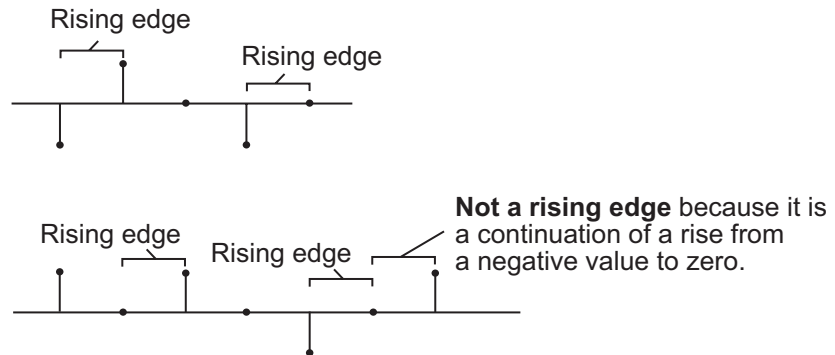 Rising edge
Rising edge
Not a rising edge because it is
a continuation of a rise from
a negative value to zero.
Rising edge
Rising edge